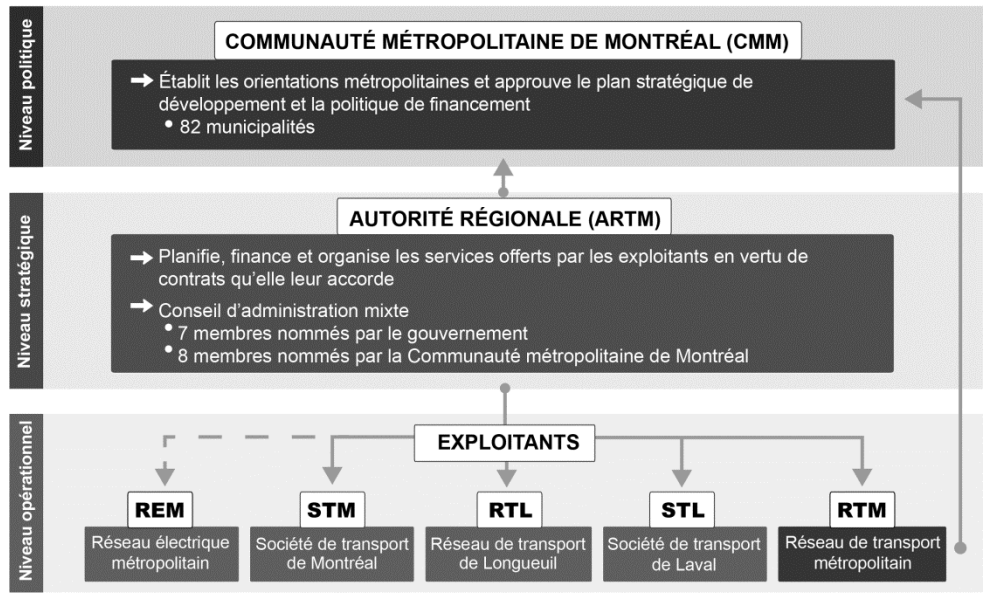 Niveau politique
COMMUNAUTÉ MÉTROPOLITAINE DE MONTRÉAL (CMM)
Établit les orientations métropolitaines et approuve le plan stratégique de
développement et la politique de financement
• 82 municipalités
Niveau stratégique
AUTORITÉ RÉGIONALE (ARTM)
Planifie, finance et organise les services offerts par les exploitants en vertu de
contrats qu'elle leur accorde
Conseil d'administration mixte
• 7 membres nommés par le gouvernement
• 8 membres nommés par la Communauté métropolitaine de Montréal
Niveau opérationnel
EXPLOITANTS
REM
Réseau électrique
métropolitain
STM
Société de transport
de Montréal
RTL
Réseau de transport
de Longueuil
STL
Société de transport
de Laval
RTM
Réseau de transport
métropolitain